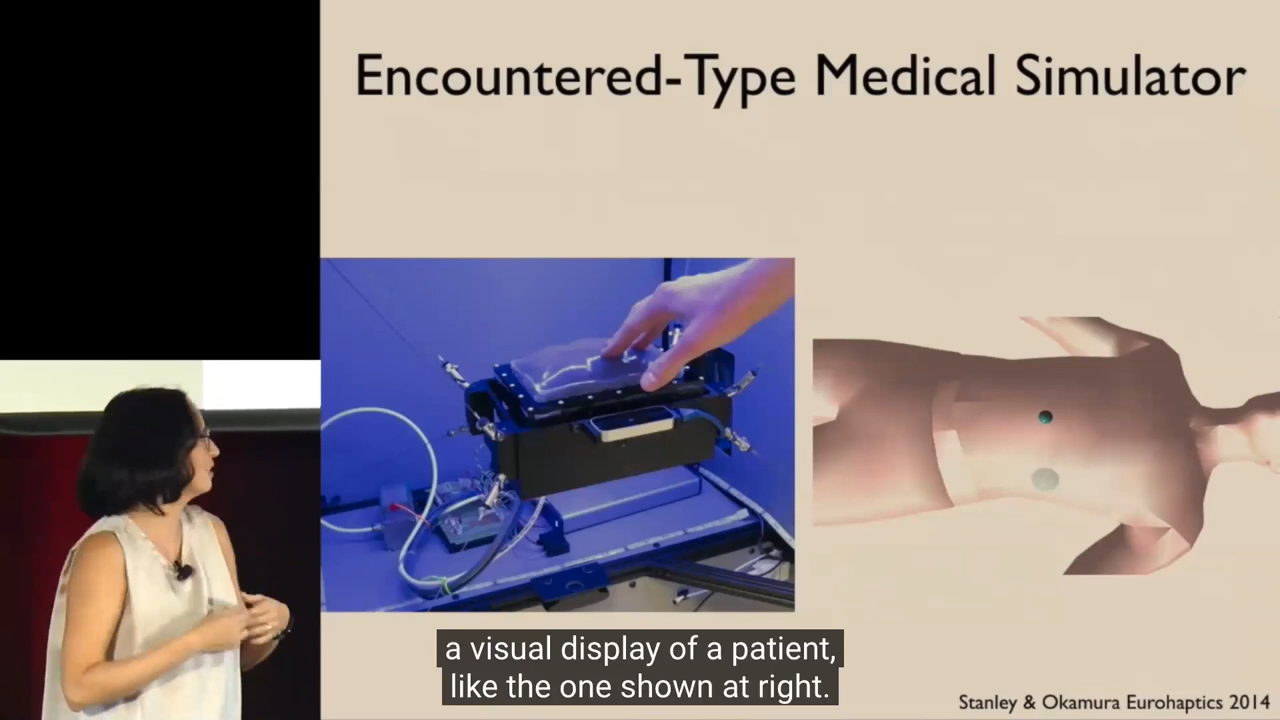 Encountered-Type Medical Simulator
a visual display of a patient,
like the one shown at right.
Stanley & Okamura Eurohaptics 2014